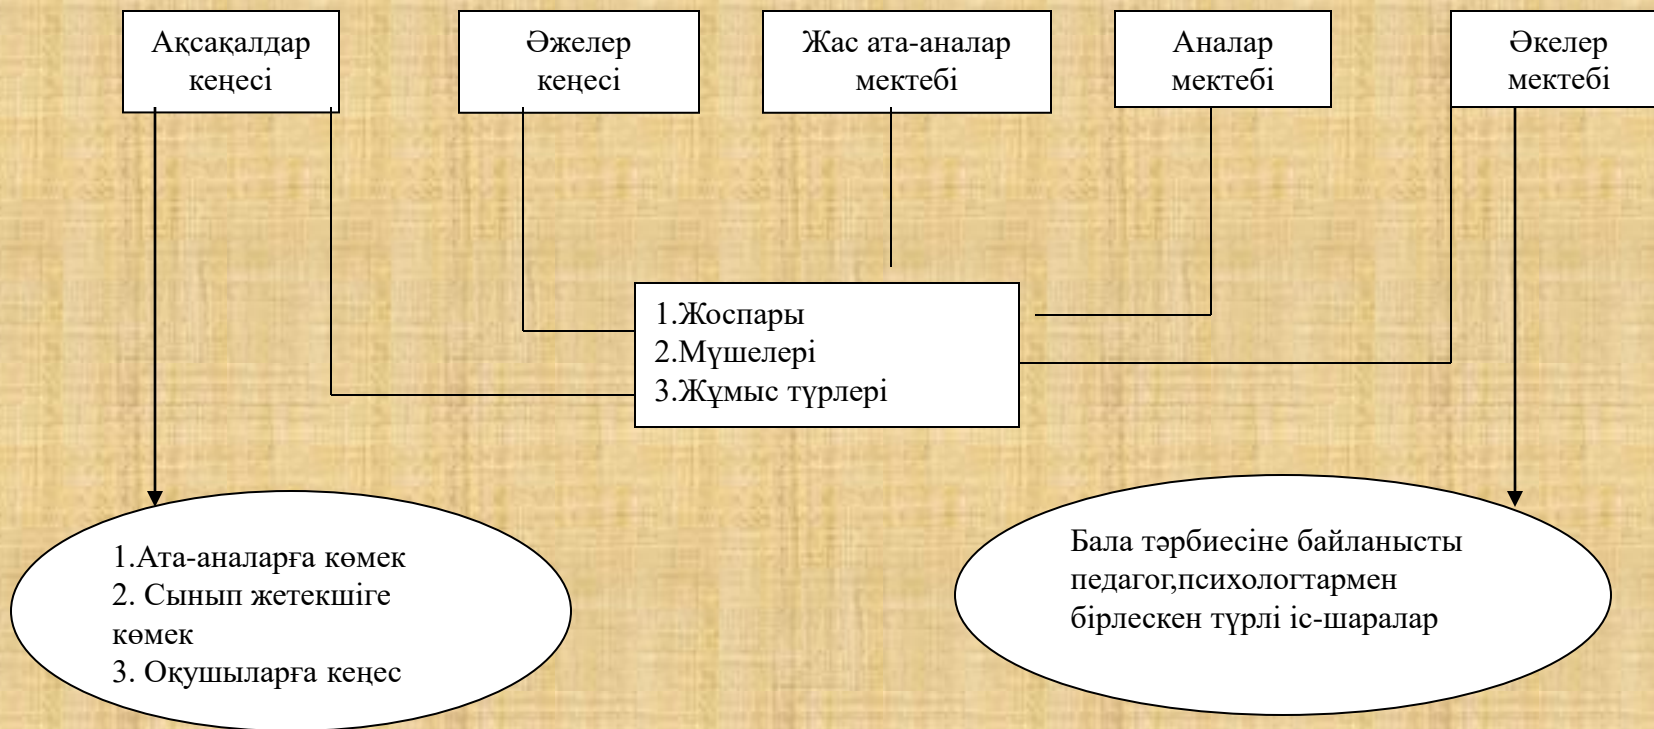 Ақсақалдар
кеңесі
Әжелер
кеңесі
Жас ата-аналар
мектебі
Аналар
мектебі
Әкелер
мектебі
1.Жоспары
2.Мүшелері
3.Жұмыс түрлері
1.Ата-аналарға көмек
2. Сынып жетекшіге
көмек
3. Оқушыларға кеңес
Бала тәрбиесіне байланысты
педагог,психологтармен
бірлескен түрлі іс-шаралар